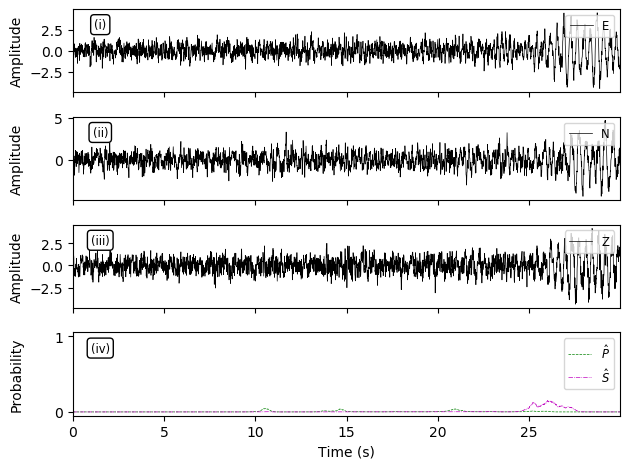 (i)
E
Amplitude
2.5
0.0
−2.5
(ii)
N
Amplitude
5
0
(iii)
Z
Amplitude
2.5
0.0
−2.5
(iv)
P̂
Ŝ
Probability
1
0
0 5 10 15 20 25
Time (s)